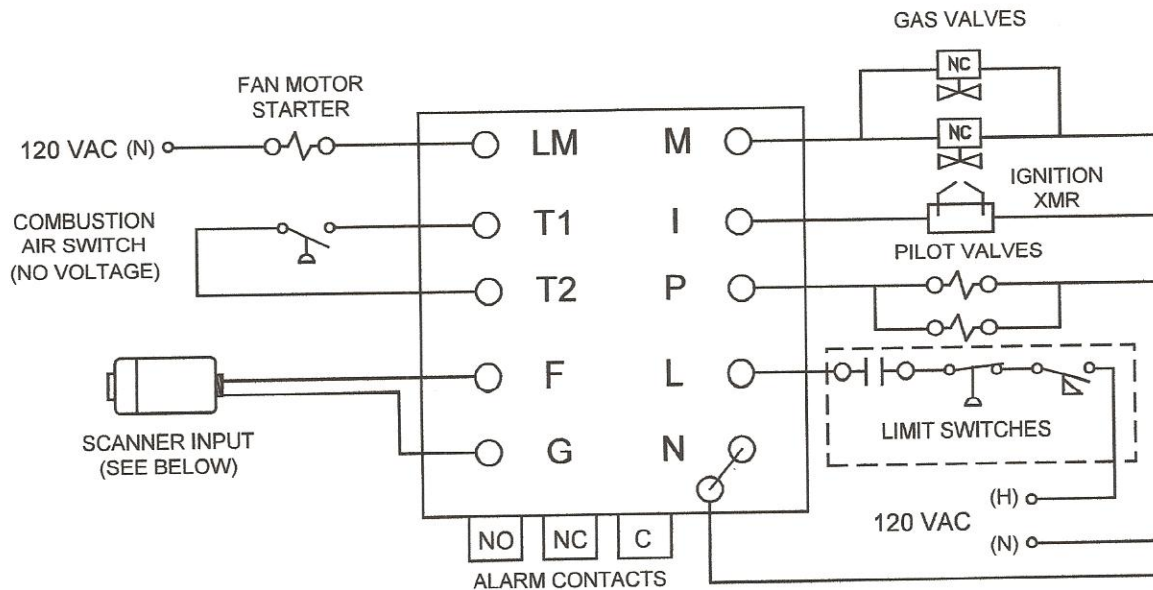 GAS VALVES
NC
NC
FAN MOTOR
STARTER
120 VAC (N)
LM
M
IGNITION
XMR
COMBUSTION
AIR SWITCH
(NO VOLTAGE)
T1
I
PILOT VALVES
T2
P
F
L
SCANNER INPUT
(SEE BELOW)
LIMIT SWITCHES
G
N
(H)
120 VAC
(N)
NO
NC
C
ALARM CONTACTS